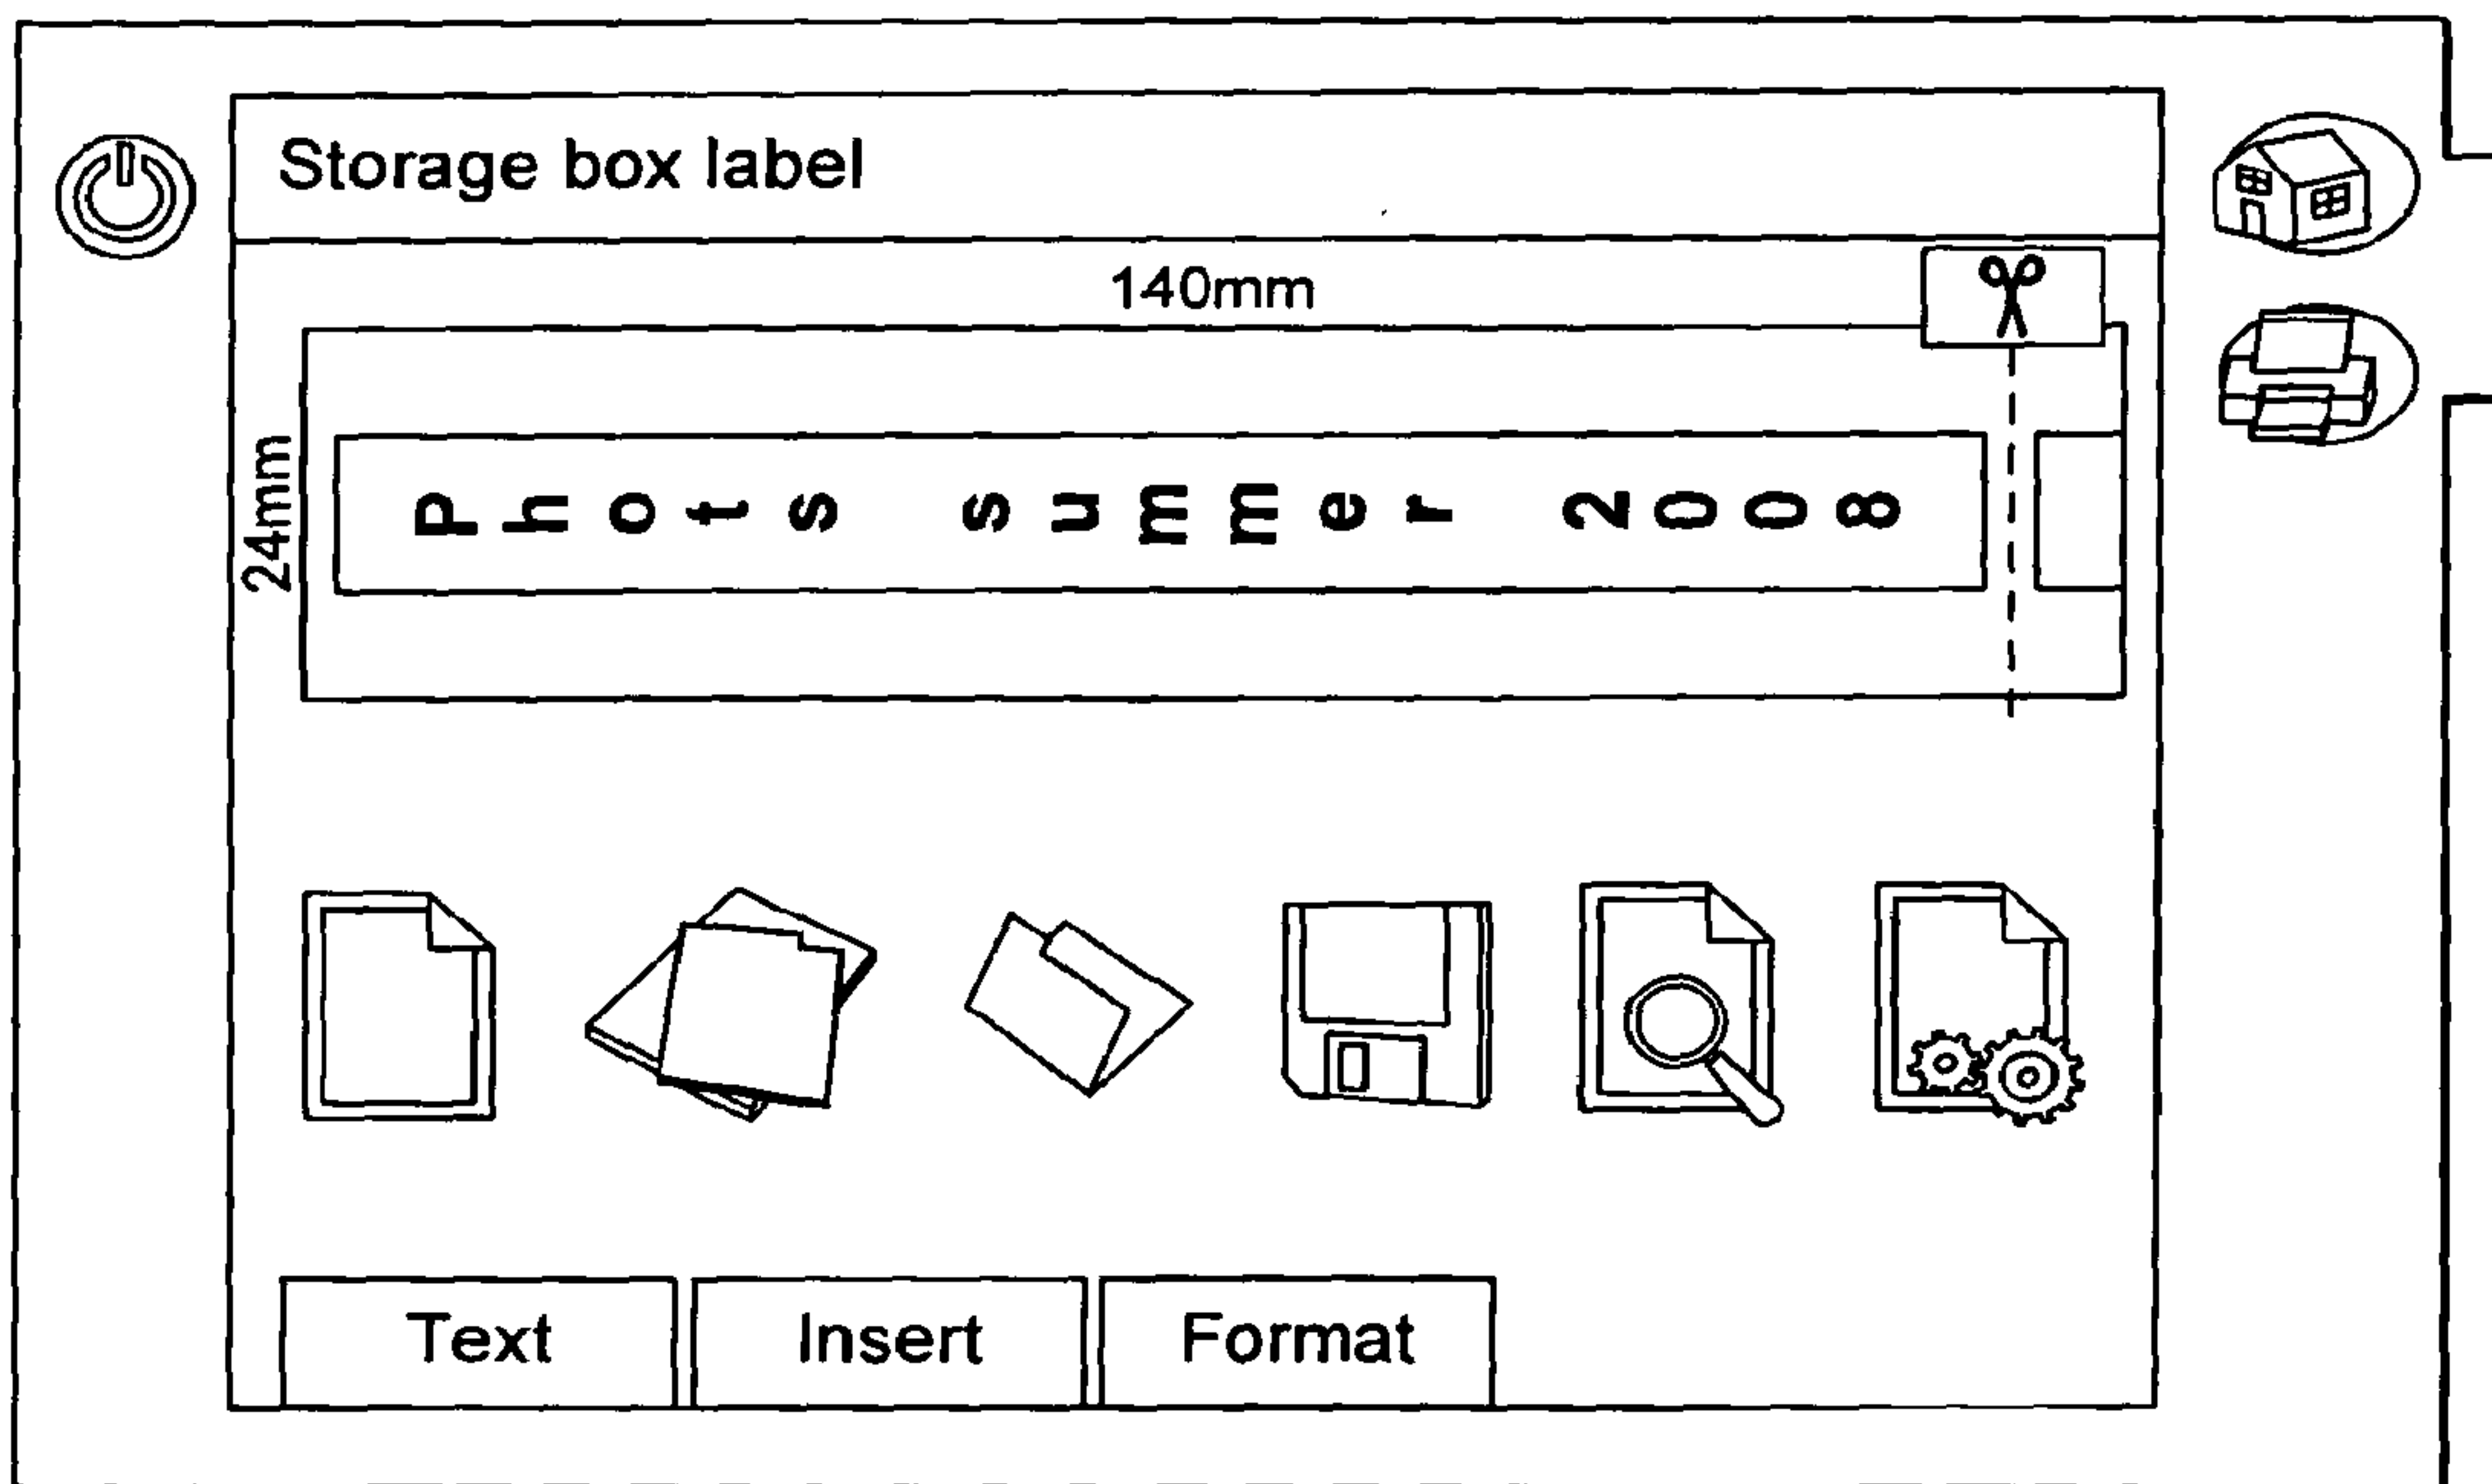 Storage box label
140mm
24mm
Phots summer 2008
Text
Insert
Format